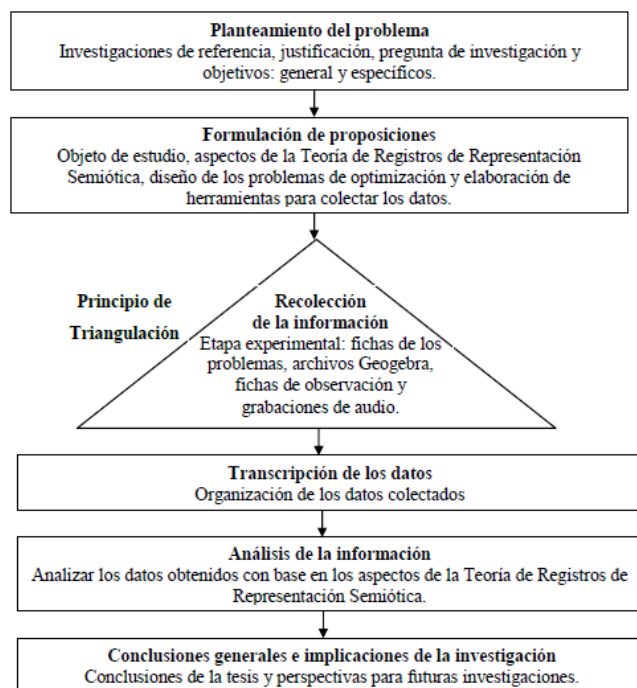 Planteamiento del problema
Investigaciones de referencia, justificación, pregunta de investigación y
objetivos: general y específicos.
Formulación de proposiciones
Objeto de estudio, aspectos de la Teoría de Registros de Representación
Semiótica, diseño de los problemas de optimización y elaboración de
herramientas para colectar los datos.
Principio de
Triangulación
Recolección
de la información
Etapa experimental: fichas de los
problemas, archivos Geogebra,
fichas de observación y
grabaciones de audio.
Transcripción de los datos
Organización de los datos colectados
Análisis de la información
Analizar los datos obtenidos con base en los aspectos de la Teoría de Registros de
Representación Semiótica.
Conclusiones generales e implicaciones de la investigación
Conclusiones de la tesis y perspectivas para futuras investigaciones.